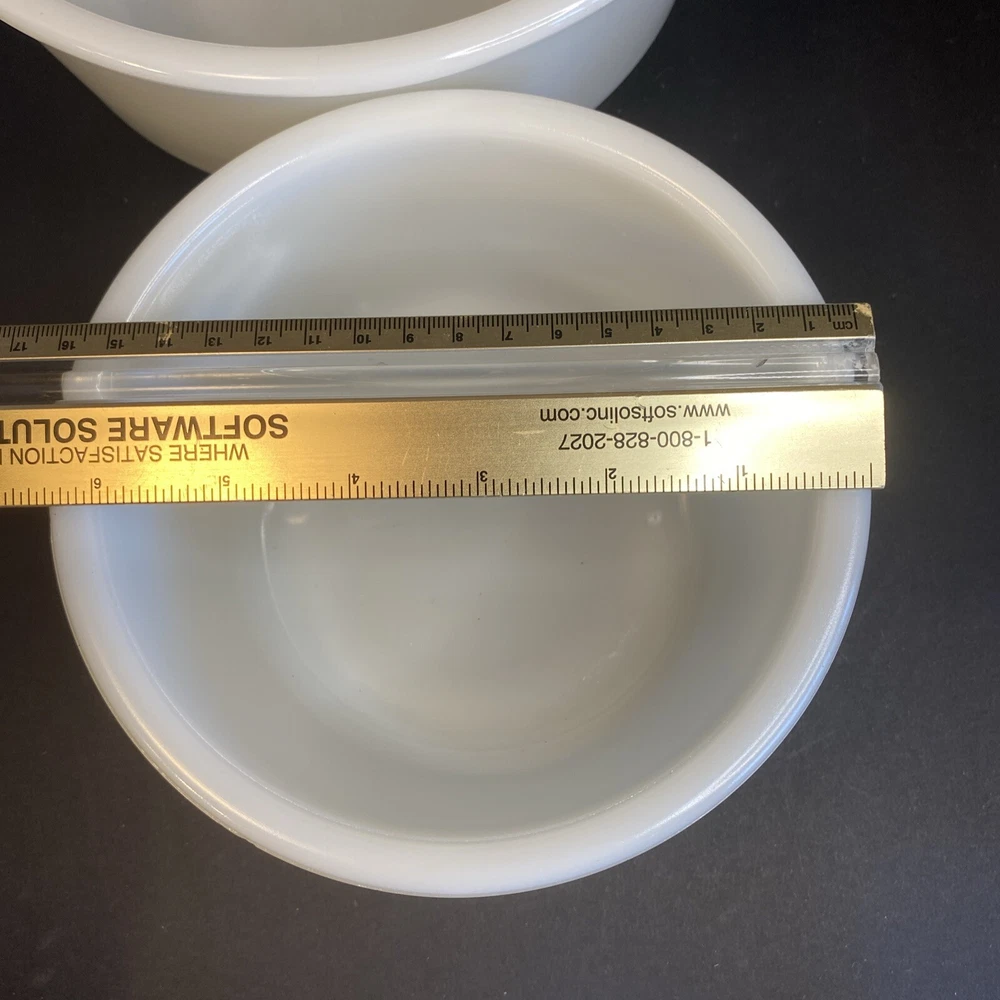 1 2 3 4 5 6
WHERE SATISFACTION
SOFTWARE SOLUT
1-800-828-2027
www.softsolinc.com
cm 1 2 3 4 5 6 7 8 9 10 11 12 13 14 15 16 17